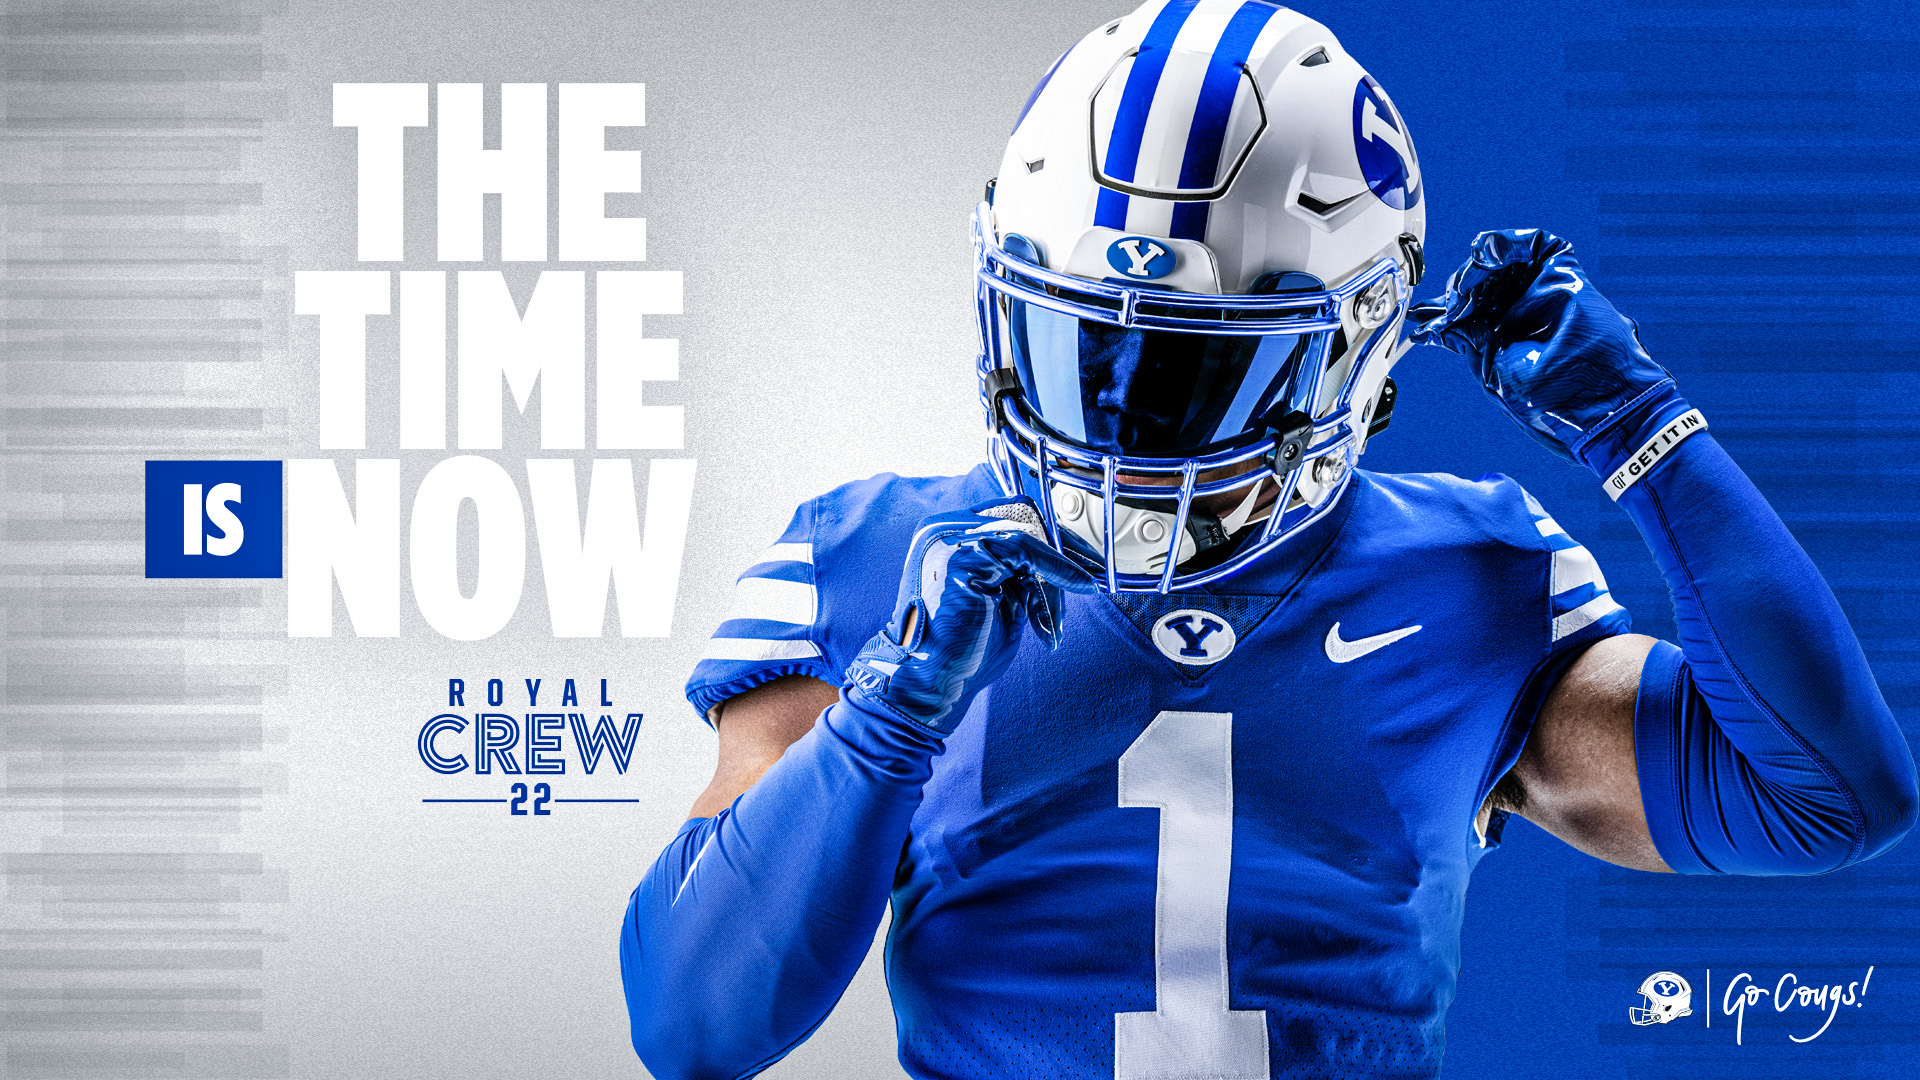 THE
TIME
IS NOW
ROYAL
CREW
22
Y
Y
Y
1
GET IT IN
Y
Go Cougs!